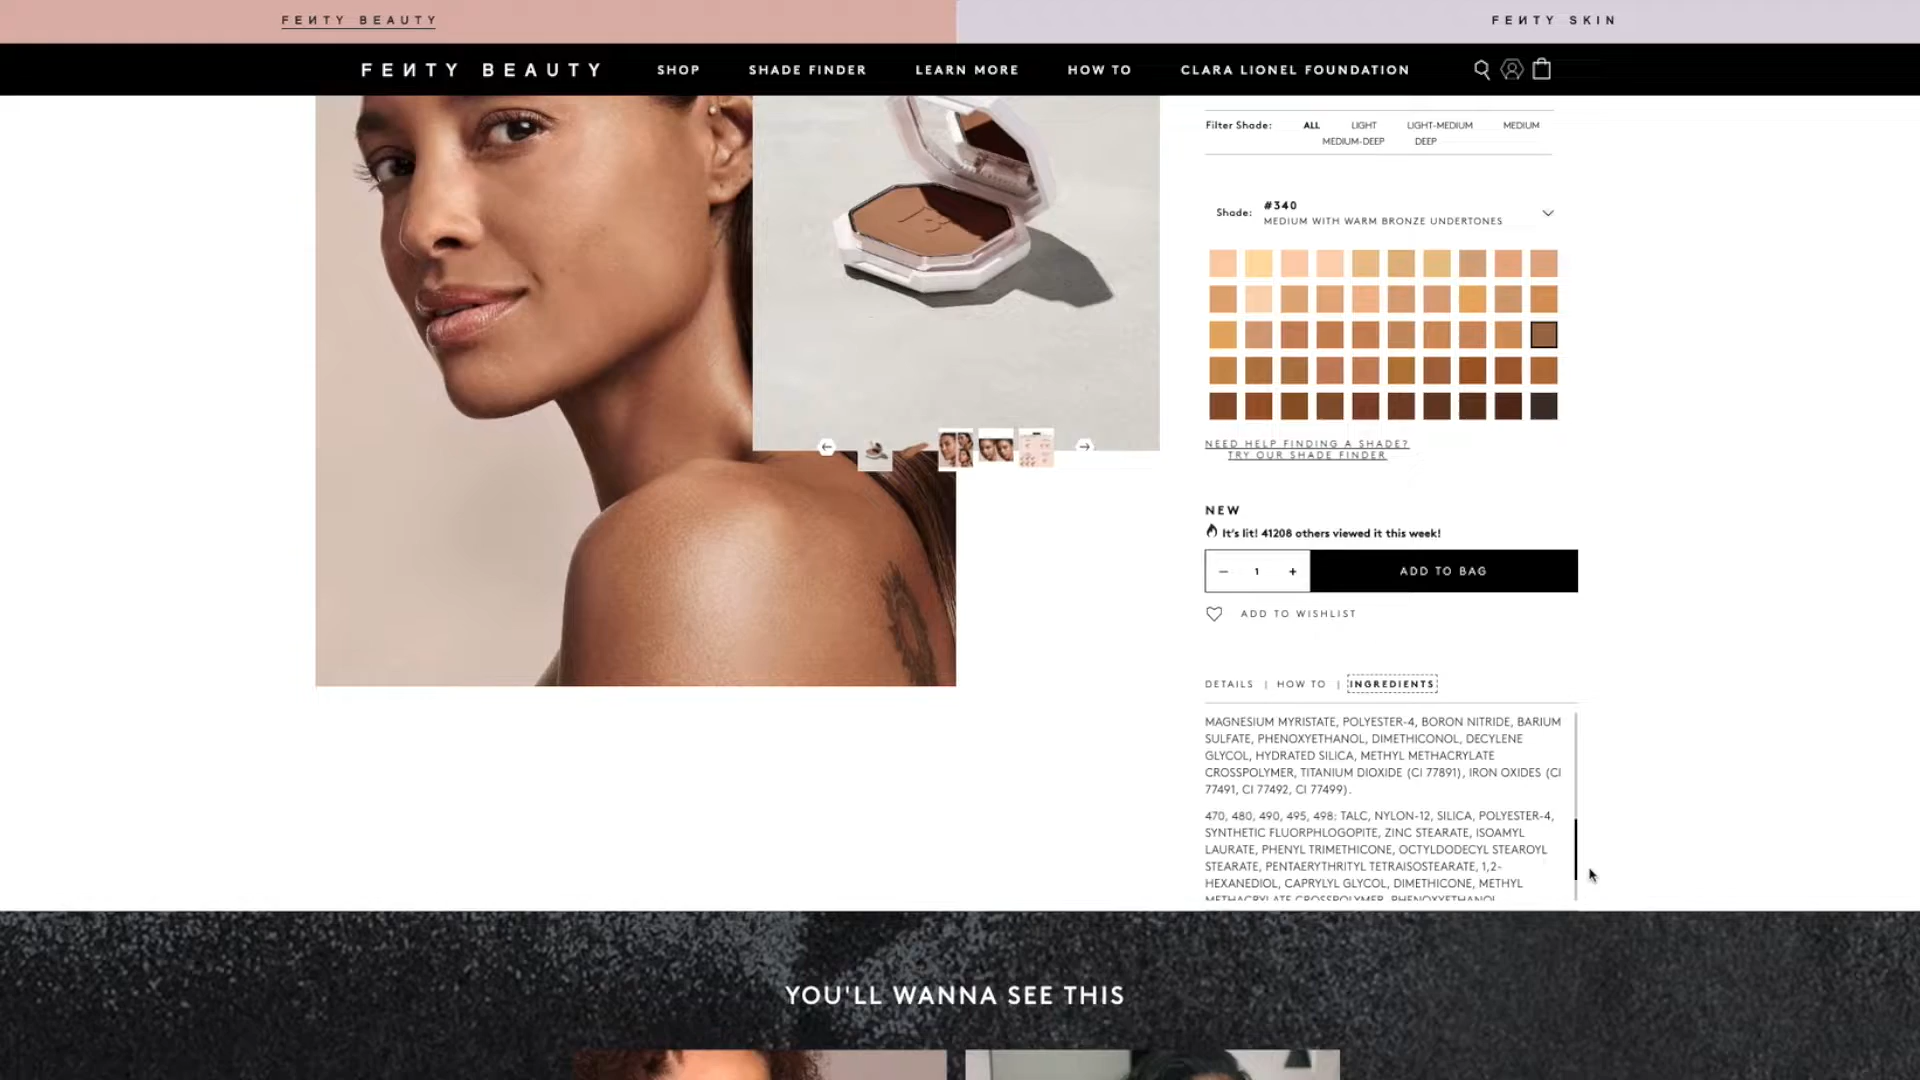 FEИTY BEAUTY
FEИTY SKIN
FEИTY BEAUTY
SHOP
SHADE FINDER
LEARN MORE
HOW TO
CLARA LIONEL FOUNDATION
Filter Shade: ALL LIGHT LIGHT-MEDIUM MEDIUM
MEDIUM-DEEP DEEP
Shade: #340
MEDIUM WITH WARM BRONZE UNDERTONES
NEED HELP FINDING A SHADE?
TRY OUR SHADE FINDER
NEW
It's lit! 41208 others viewed it this week!
− 1 + ADD TO BAG
ADD TO WISHLIST
DETAILS | HOW TO | INGREDIENTS
MAGNESIUM MYRISTATE, POLYESTER-4, BORON NITRIDE, BARIUM
SULFATE, PHENOXYETHANOL, DIMETHICONOL, DECYLENE
GLYCOL, HYDRATED SILICA, METHYL METHACRYLATE
CROSSPOLYMER, TITANIUM DIOXIDE (CI 77891), IRON OXIDES (CI
77491, CI 77492, CI 77499).
470, 480, 490, 495, 498: TALC, NYLON-12, SILICA, POLYESTER-4,
SYNTHETIC FLUORPHLOGOPITE, ZINC STEARATE, ISOAMYL
LAURATE, PHENYL TRIMETHICONE, OCTYLDODECYL STEAROYL
STEARATE, PENTAERYTHRITYL TETRAISOSTEARATE, 1,2-
HEXANEDIOL, CAPRYLYL GLYCOL, DIMETHICONE, METHYL
METHACRYLATE CROSSPOLYMER, PHENOXYETHANOL,
YOU'LL WANNA SEE THIS